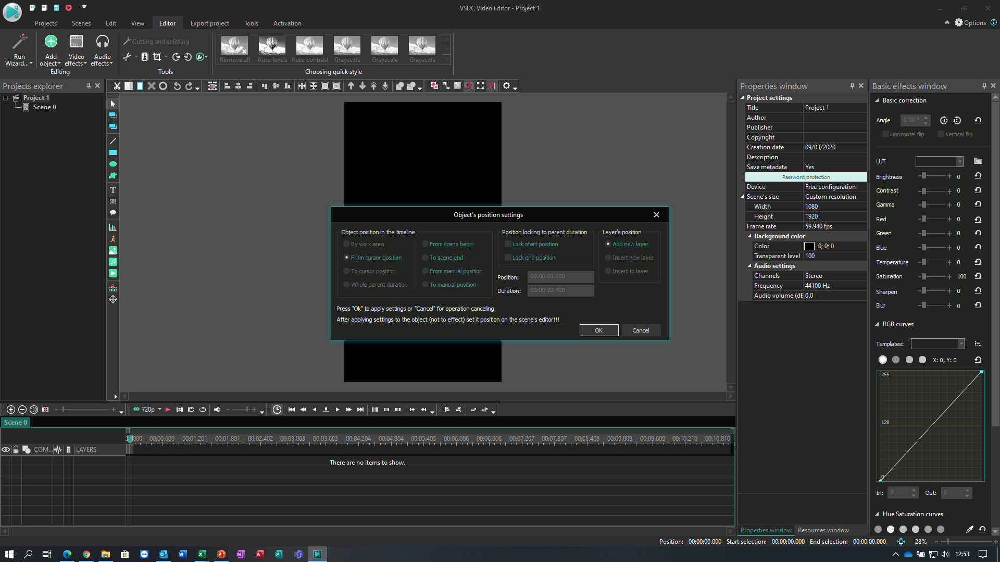 VSDC Video Editor - Project 1
Projects Scenes Edit View Editor Export project Tools Activation
Options
Run Wizard...
Add object
Video effects
Audio effects
Editing
Cutting and splitting
Tools
Remove all Auto levels Auto contrast Grayscale Grayscale Grayscale
Choosing quick style
Projects explorer
Project 1
Scene 0
T
SUB
Object's position settings
Object position in the timeline
By work area
From cursor position
To cursor position
Whole parent duration
From scene begin
To scene end
From manual position
To manual position
Position locking to parent duration
Lock start position
Lock end position
Position: 00:00:00.000
Duration: 00:00:20.420
Layer's position
Add new layer
Insert new layer
Insert to layer
Press "Ok" to apply settings or "Cancel" for operation canceling.
After applying settings to the object (not to effect) set it position on the scene's editor!!!
OK Cancel
Properties window
Project settings
Title Project 1
Author
Publisher
Copyright
Creation date 09/03/2020
Description
Save metadata Yes
Password protection
Device Free configuration
Scene's size Custom resolution
Width 1080
Height 1920
Frame rate 59.940 fps
Background color
Color 0; 0; 0
Transparent level 100
Audio settings
Channels Stereo
Frequency 44100 Hz
Audio volume (dE 0.0
Properties window Resources window
Basic effects window
Basic correction
Angle 0.00 °
Horizontal flip Vertical flip
LUT
Brightness 0
Contrast 0
Gamma 0
Red 0
Green 0
Blue 0
Temperature 0
Saturation 100
Sharpen 0
Blur 0
RGB curves
Templates:
X: 0, Y: 0
255
128
0
In: 0 Out: 0
Hue Saturation curves
720p
Scene 0
000 00:00.600 00:01.201 00:01.801 00:02.402 00:03.003 00:03.603 00:04.204 00:04.804 00:05.405 00:06.006 00:06.606 00:07.207 00:07.807 00:08.408 00:09.009 00:09.609 00:10.210 00:10.810
COM... LAYERS
There are no items to show.
Position: 00:00:00.000 Start selection: 00:00:00.000 End selection: 00:00:00.000 28%
12:53